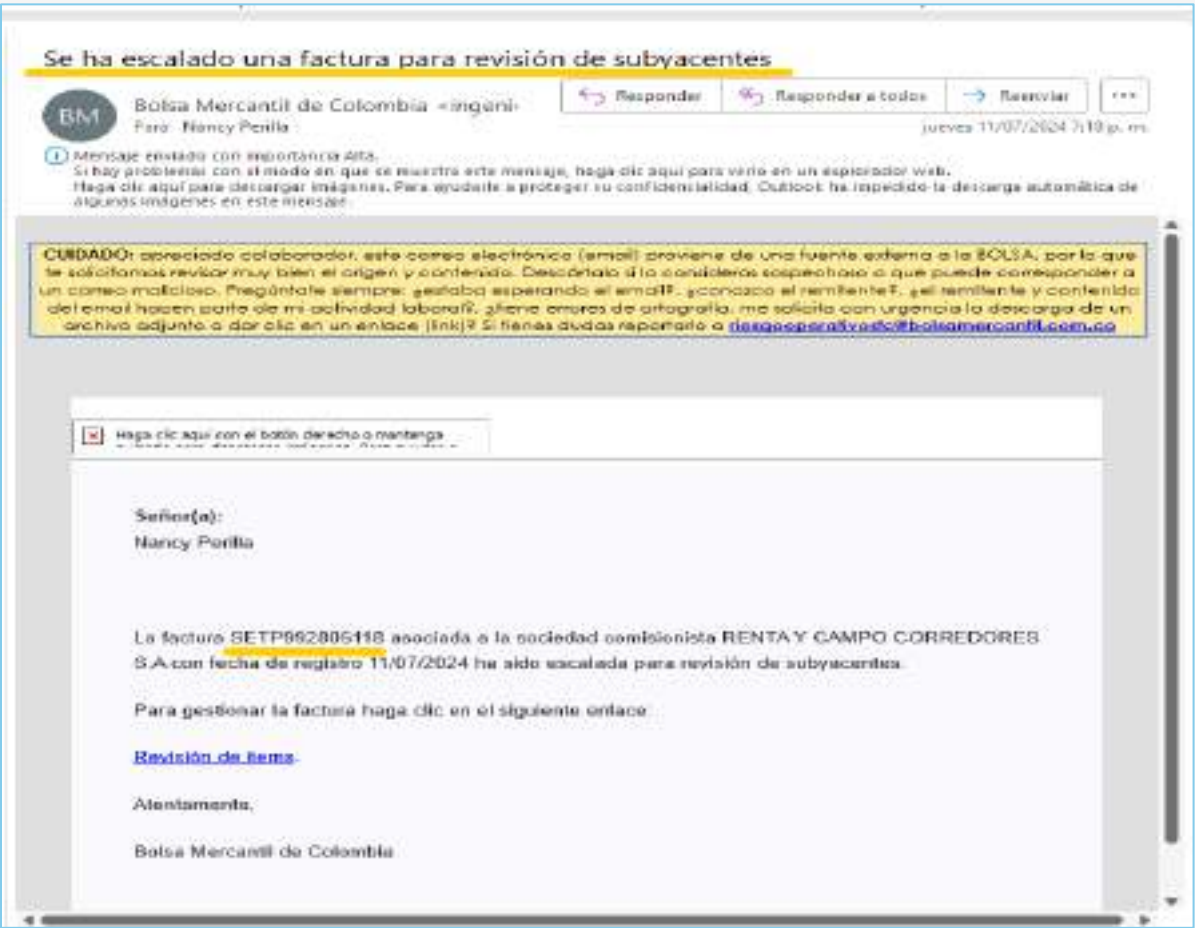 Se ha escalado una factura para revisión de subyacentes
BM
Bolsa Mercantil de Colombia <ingeni-
Para Nancy Perilla
Responder
Responder a todos
Reenviar
...
jueves 11/07/2024 7:18 p. m.
Mensaje enviado con importancia Alta.
Si hay problemas con el modo en que se muestra este mensaje, haga clic aquí para verlo en un explorador web.
Haga clic aquí para descargar imágenes. Para ayudarle a proteger su confidencialidad, Outlook ha impedido la descarga automática de
algunas imágenes en este mensaje.
CUIDADO: apreciado colaborador, este correo electrónico (email) proviene de una fuente externa a la BOLSA, por lo que
te solicitamos revisar muy bien el origen y contenido. Descártalo si lo consideras sospechoso o que puede corresponder a
un correo malicioso. Pregúntate siempre: ¿estaba esperando el email?, ¿conozco el remitente?, ¿el remitente y contenido
del email hacen parte de mi actividad laboral?, ¿tiene errores de ortografía, me solicita con urgencia la descarga de un
archivo adjunto o dar clic en un enlace (link)? Si tienes dudas reportarlo a
Haga clic aquí con el botón derecho o mantenga
Señor(a):
Nancy Perilla
La factura SETP992806118 asociada a la sociedad comisionista RENTA Y CAMPO CORREDORES
S.A con fecha de registro 11/07/2024 ha sido escalada para revisión de subyacentes.
Para gestionar la factura haga clic en el siguiente enlace:
Revisión de items.
Atentamente,
Bolsa Mercantil de Colombia